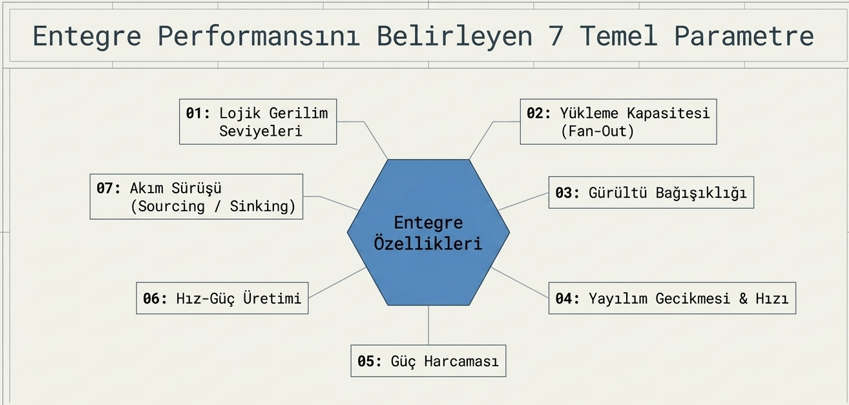 Entegre Performansını Belirleyen 7 Temel Parametre
01: Lojik Gerilim
Seviyeleri
02: Yükleme Kapasitesi
(Fan-Out)
07: Akım Sürüşü
(Sourcing / Sinking)
03: Gürültü Bağışıklığı
Entegre
Özellikleri
06: Hız-Güç Üretimi
04: Yayılım Gecikmesi & Hızı
05: Güç Harcaması